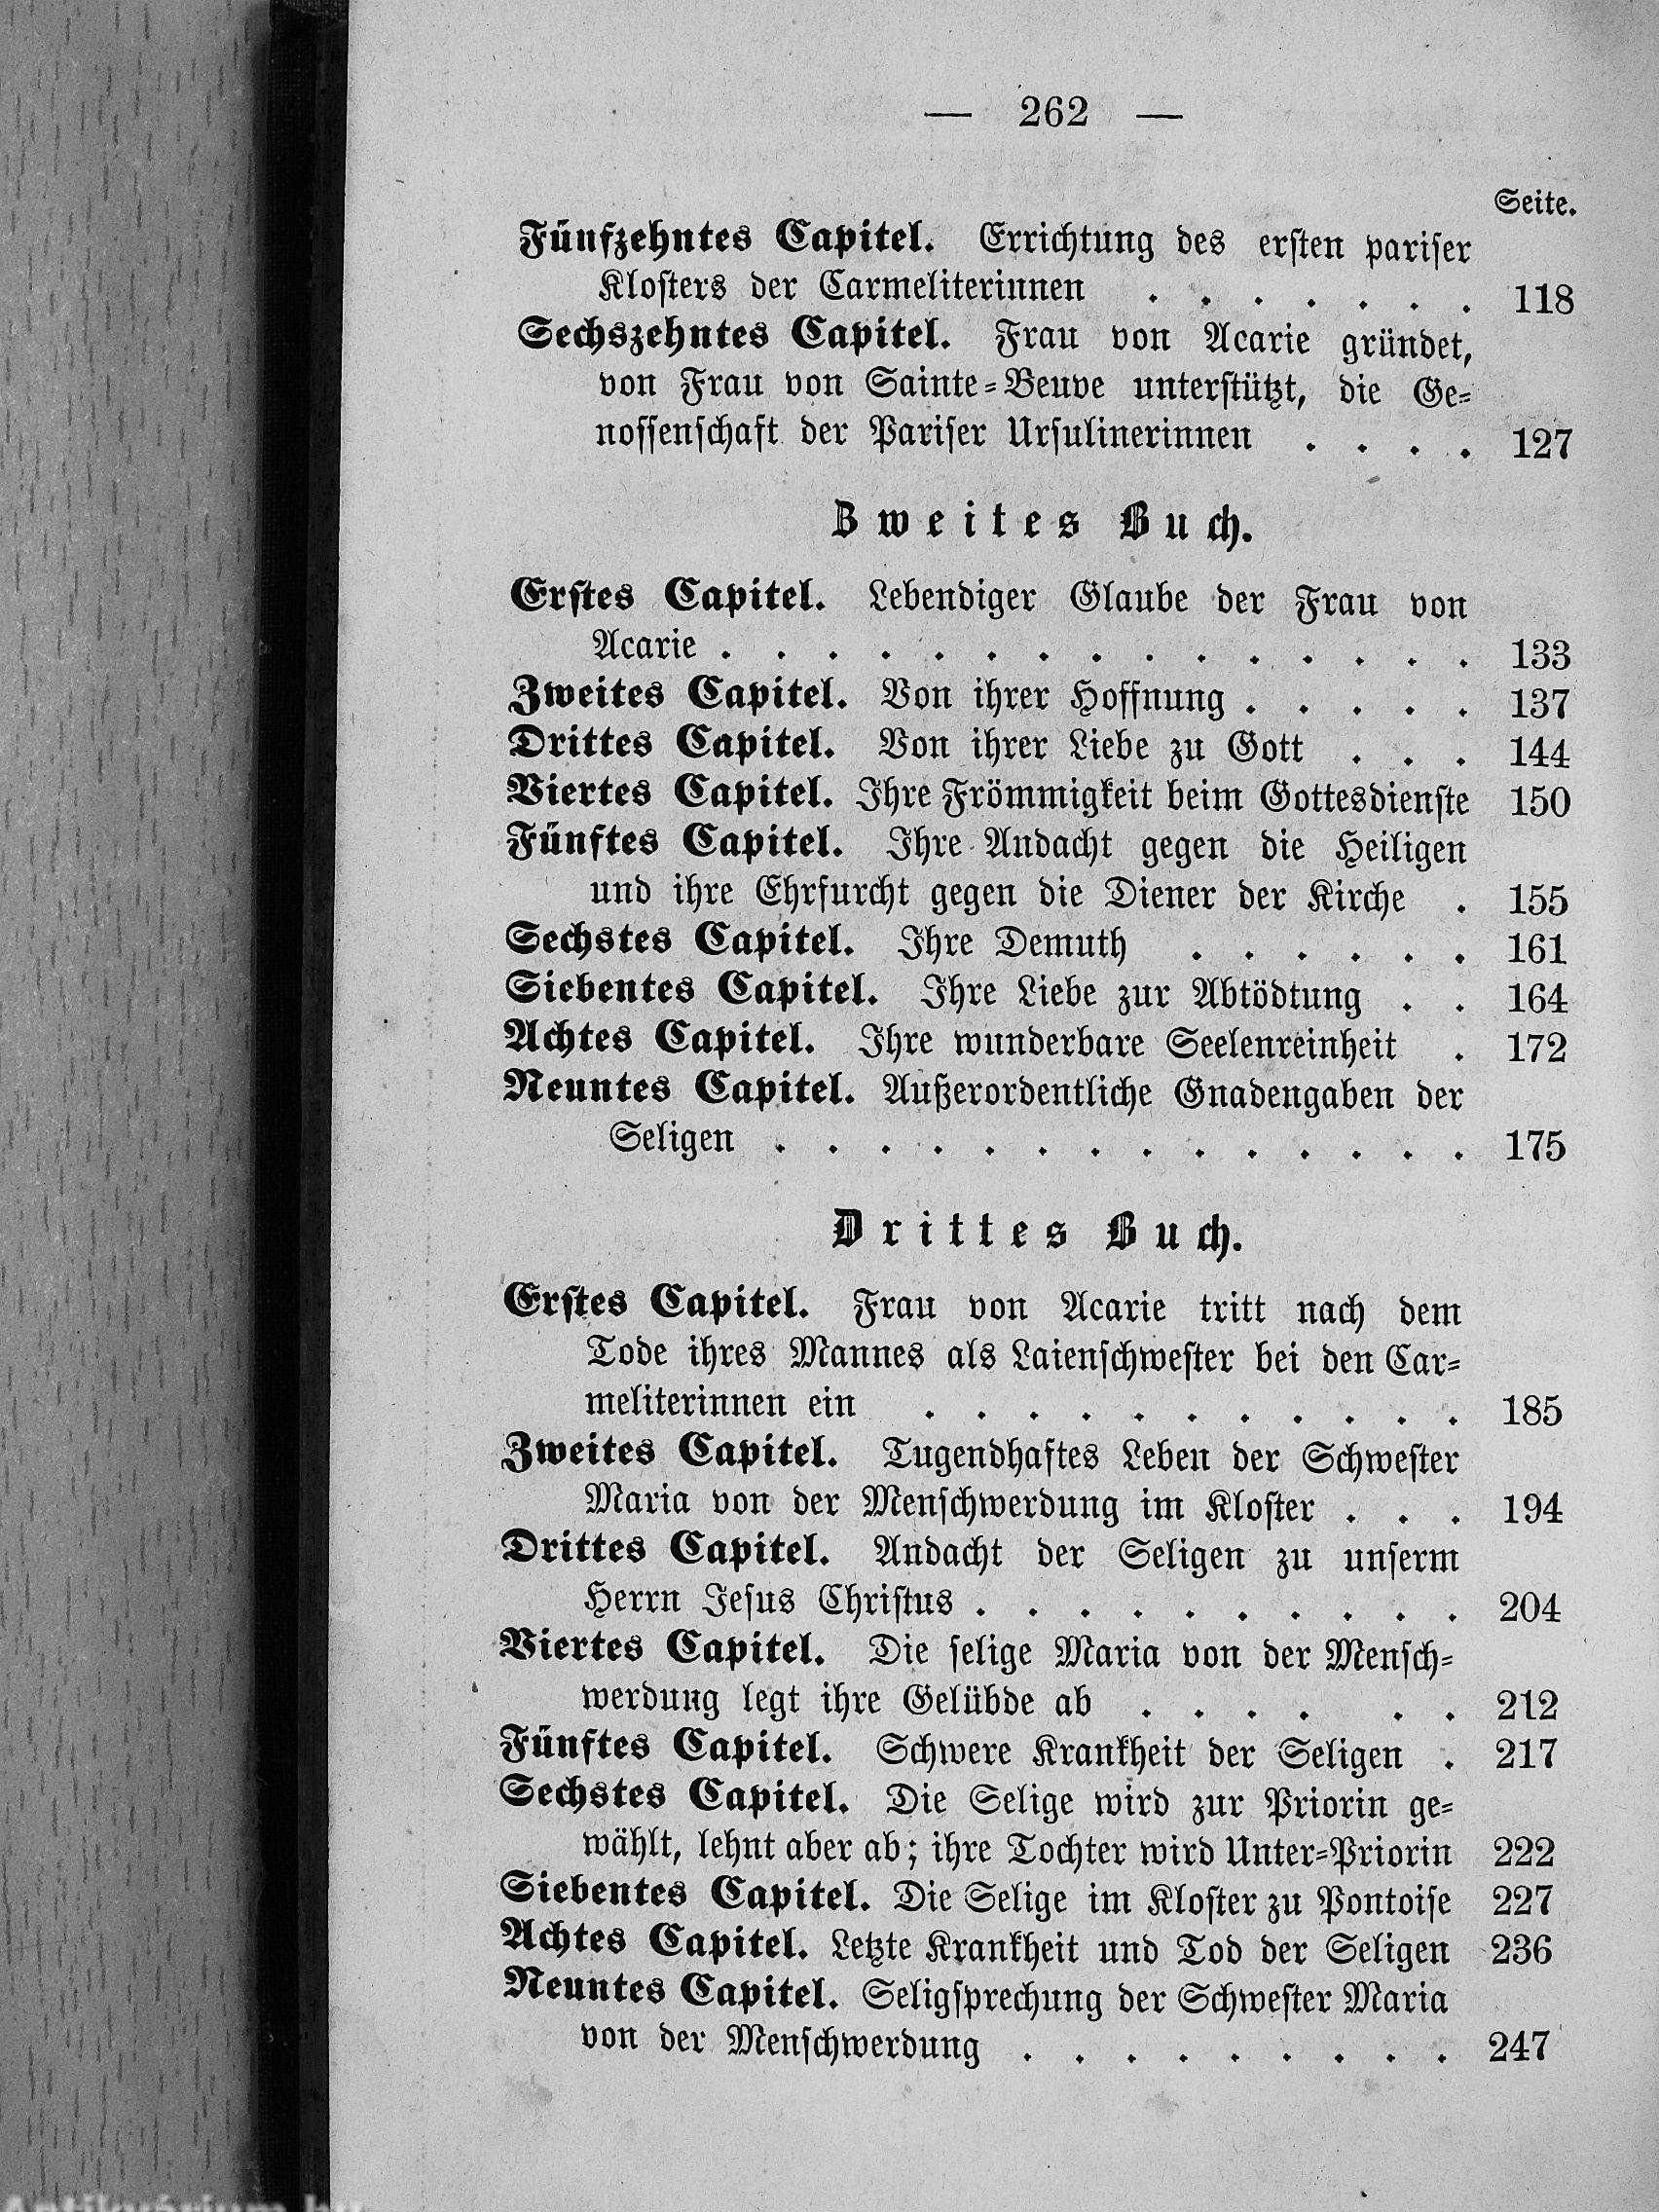 — 262 —
Seite.
Fünfzehntes Capitel. Errichtung des ersten pariser
Klosters der Carmeliterinnen . . . . . . . 118
Sechszehntes Capitel. Frau von Acarie gründet,
von Frau von Sainte-Beuve unterstützt, die Ge-
nossenschaft der Pariser Ursulinerinnen . . . . 127
Zweites Buch.
Erstes Capitel. Lebendiger Glaube der Frau von
Acarie . . . . . . . . . . . . . . . 133
Zweites Capitel. Von ihrer Hoffnung . . . . . 137
Drittes Capitel. Von ihrer Liebe zu Gott . . . 144
Viertes Capitel. Ihre Frömmigkeit beim Gottesdienste 150
Fünftes Capitel. Ihre Andacht gegen die Heiligen
und ihre Ehrfurcht gegen die Diener der Kirche . 155
Sechstes Capitel. Ihre Demuth . . . . . . 161
Siebentes Capitel. Ihre Liebe zur Abtödtung . . 164
Achtes Capitel. Ihre wunderbare Seelenreinheit . 172
Neuntes Capitel. Außerordentliche Gnadengaben der
Seligen . . . . . . . . . . . . . . 175
Drittes Buch.
Erstes Capitel. Frau von Acarie tritt nach dem
Tode ihres Mannes als Laienschwester bei den Car-
meliterinnen ein . . . . . . . . . . . 185
Zweites Capitel. Tugendhaftes Leben der Schwester
Maria von der Menschwerdung im Kloster . . . 194
Drittes Capitel. Andacht der Seligen zu unserm
Herrn Jesus Christus . . . . . . . . . . 204
Viertes Capitel. Die selige Maria von der Mensch-
werdung legt ihre Gelübde ab . . . . . . 212
Fünftes Capitel. Schwere Krankheit der Seligen . 217
Sechstes Capitel. Die Selige wird zur Priorin ge-
wählt, lehnt aber ab; ihre Tochter wird Unter-Priorin 222
Siebentes Capitel. Die Selige im Kloster zu Pontoise 227
Achtes Capitel. Letzte Krankheit und Tod der Seligen 236
Neuntes Capitel. Seligsprechung der Schwester Maria
von der Menschwerdung . . . . . . . . . 247